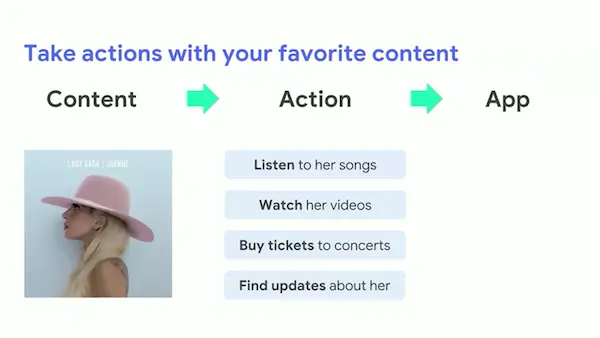 Take actions with your favorite content
Content
Action
App
LADY GAGA | JOANNE
Listen to her songs
Watch her videos
Buy tickets to concerts
Find updates about her